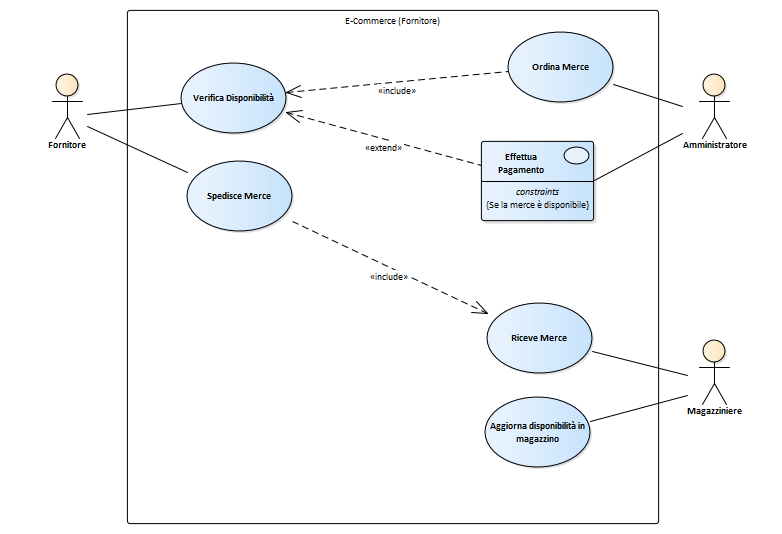 E-Commerce (Fornitore)
Ordina Merce
Verifica Disponibilità
«include»
Fornitore
Amministratore
«extend»
Effettua
Pagamento
constraints
{Se la merce è disponibile}
Spedisce Merce
«include»
Riceve Merce
Magazziniere
Aggiorna disponibilità in
magazzino